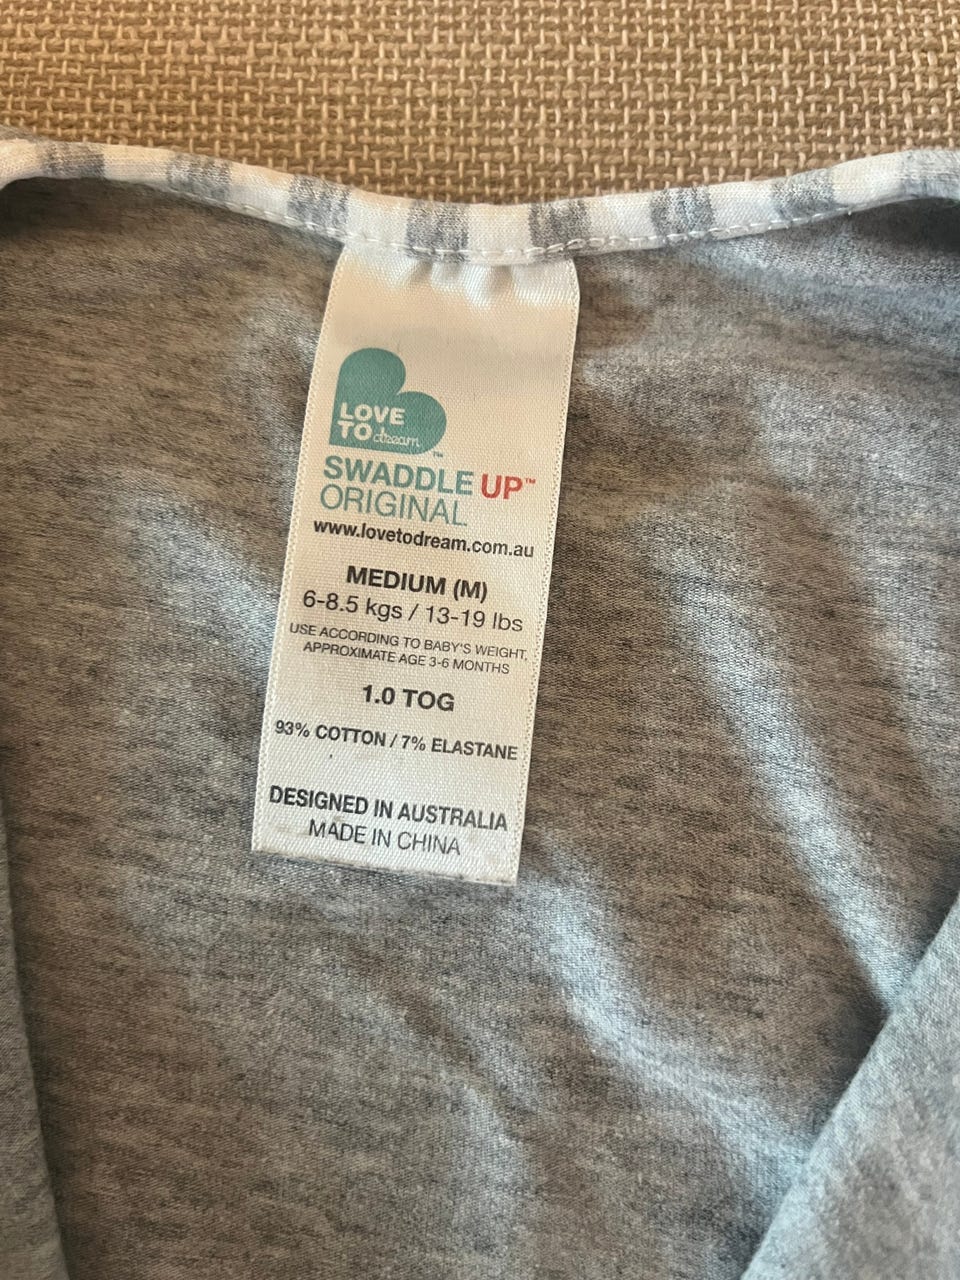 LOVE
TO dream™
SWADDLE UP™
ORIGINAL
www.lovetodream.com.au
MEDIUM (M)
6-8.5 kgs / 13-19 lbs
USE ACCORDING TO BABY'S WEIGHT,
APPROXIMATE AGE 3-6 MONTHS
1.0 TOG
93% COTTON / 7% ELASTANE
DESIGNED IN AUSTRALIA
MADE IN CHINA